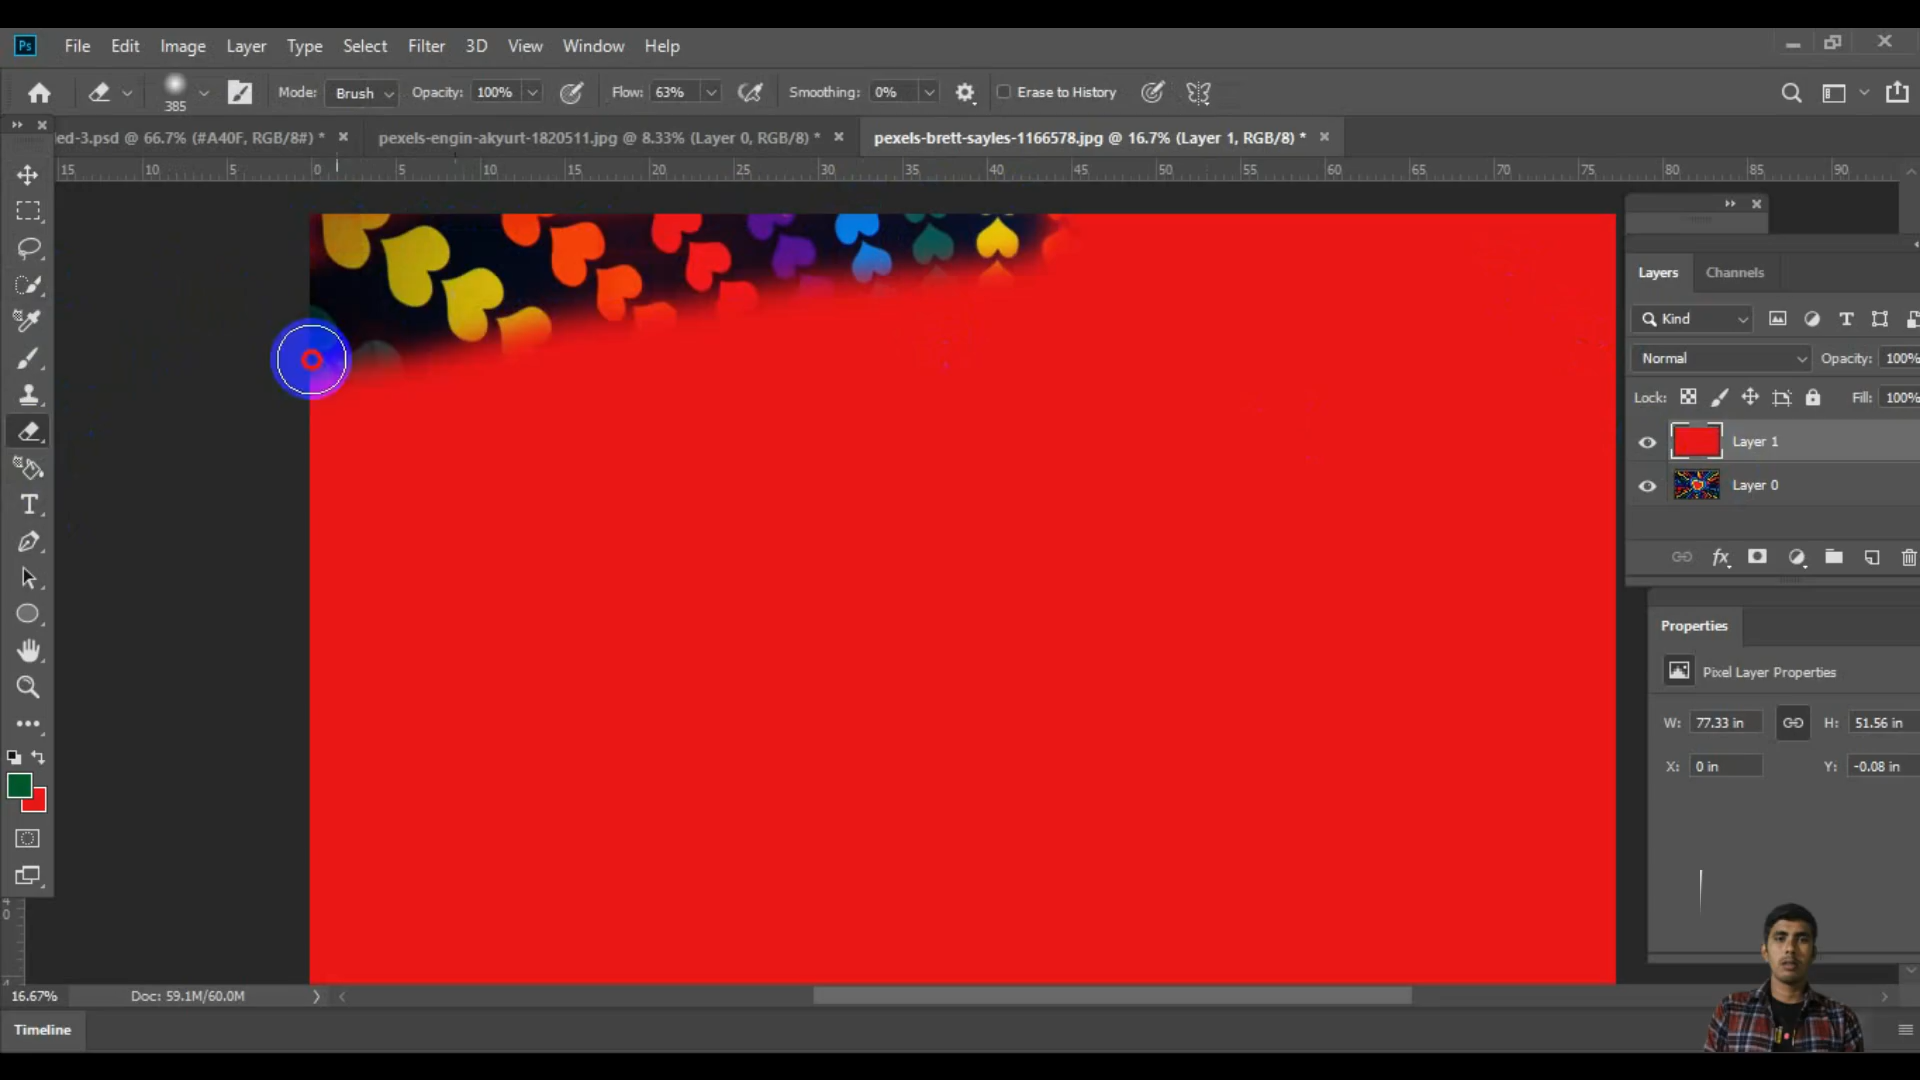 Ps File Edit Image Layer Type Select Filter 3D View Window Help
385 Mode: Brush Opacity: 100% Flow: 63% Smoothing: 0% Erase to History
ed-3.psd @ 66.7% (#A40F, RGB/8#) * pexels-engin-akyurt-1820511.jpg @ 8.33% (Layer 0, RGB/8) * pexels-brett-sayles-1166578.jpg @ 16.7% (Layer 1, RGB/8) *
15 10 5 0 5 10 15 20 25 30 35 40 45 50 55 60 65 70 75 80 85 90
Layers Channels
Kind
Normal Opacity: 100%
Lock: Fill: 100%
Layer 1
Layer 0
fx
Properties
Pixel Layer Properties
W: 77.33 in H: 51.56 in
X: 0 in Y: -0.08 in
4
0
16.67% Doc: 59.1M/60.0M
Timeline